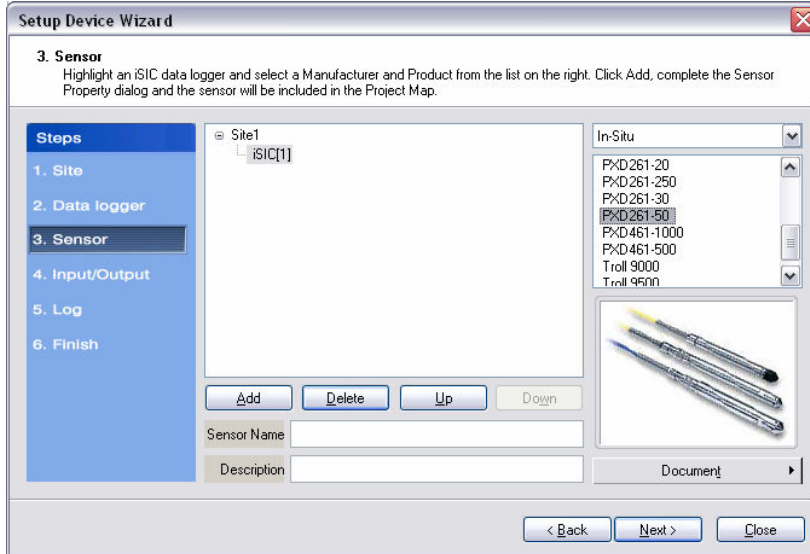 Setup Device Wizard
3. Sensor
Highlight an iSIC data logger and select a Manufacturer and Product from the list on the right. Click Add, complete the Sensor
Property dialog and the sensor will be included in the Project Map.
Steps
1. Site
2. Data logger
3. Sensor
4. Input/Output
5. Log
6. Finish
Site1
iSIC[1]
In-Situ
PXD261-20
PXD261-250
PXD261-30
PXD261-50
PXD461-1000
PXD461-500
Troll 9000
Troll 9500
Add
Delete
Up
Down
Sensor Name
Description
Document
< Back
Next >
Close